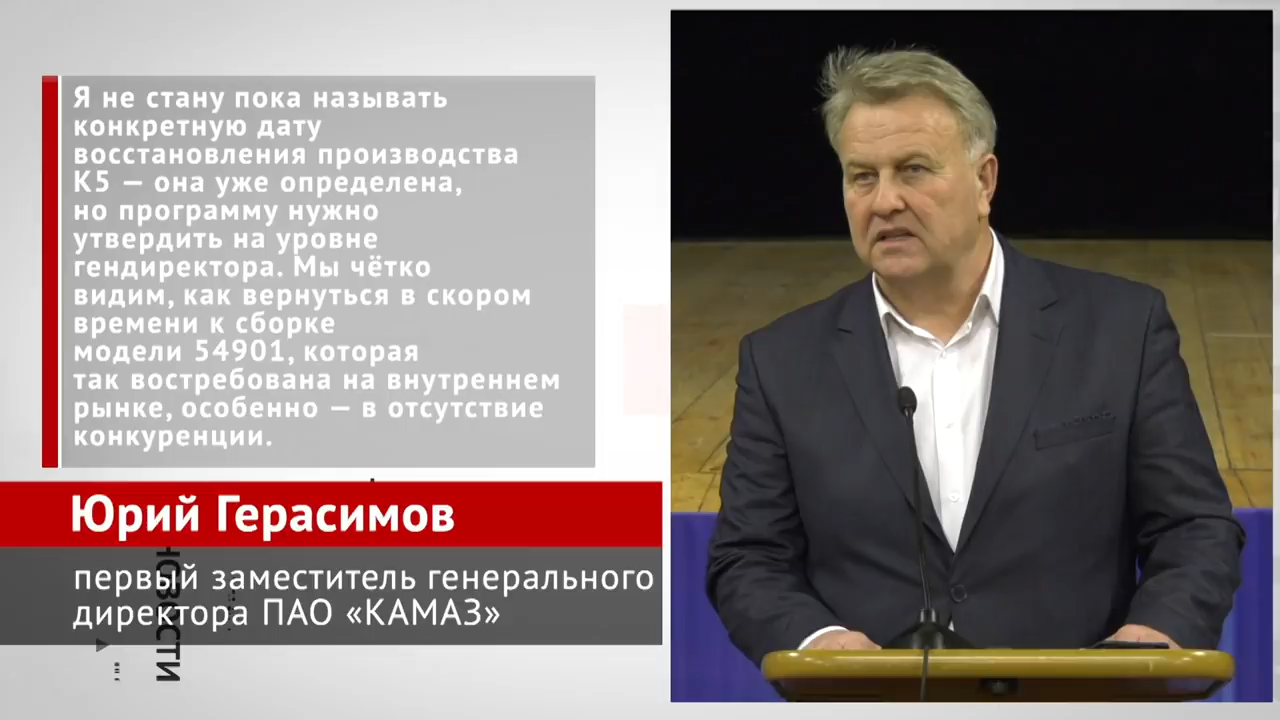 Я не стану пока называть
конкретную дату
восстановления производства
К5 — она уже определена,
но программу нужно
утвердить на уровне
гендиректора. Мы чётко
видим, как вернуться в скором
времени к сборке
модели 54901, которая
так востребована на внутреннем
рынке, особенно — в отсутствие
конкуренции.
Юрий Герасимов
первый заместитель генерального
директора ПАО «КАМАЗ»
НОВОСТИ